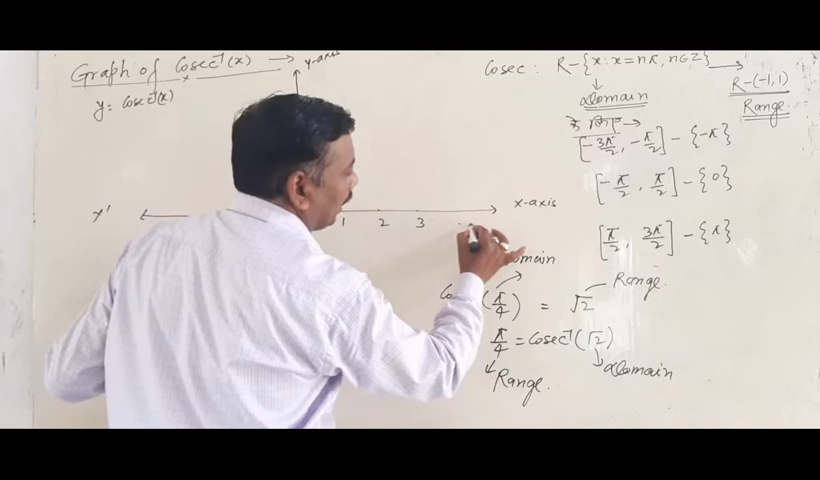 Graph of Cosec⁻¹(x) →
y = Cosec⁻¹(x)
y-axis
x'
1 2 3
x-axis
Cosec : R-{x : x = nπ, n∈Z} → R-(-1,1)
Domain
Range
[-3π/2, -π/2] - {-π}
[-π/2, π/2] - {0}
[π/2, 3π/2] - {π}
(π/4) = √2
Range
π/4 = Cosec⁻¹(√2)
Range.
Domain